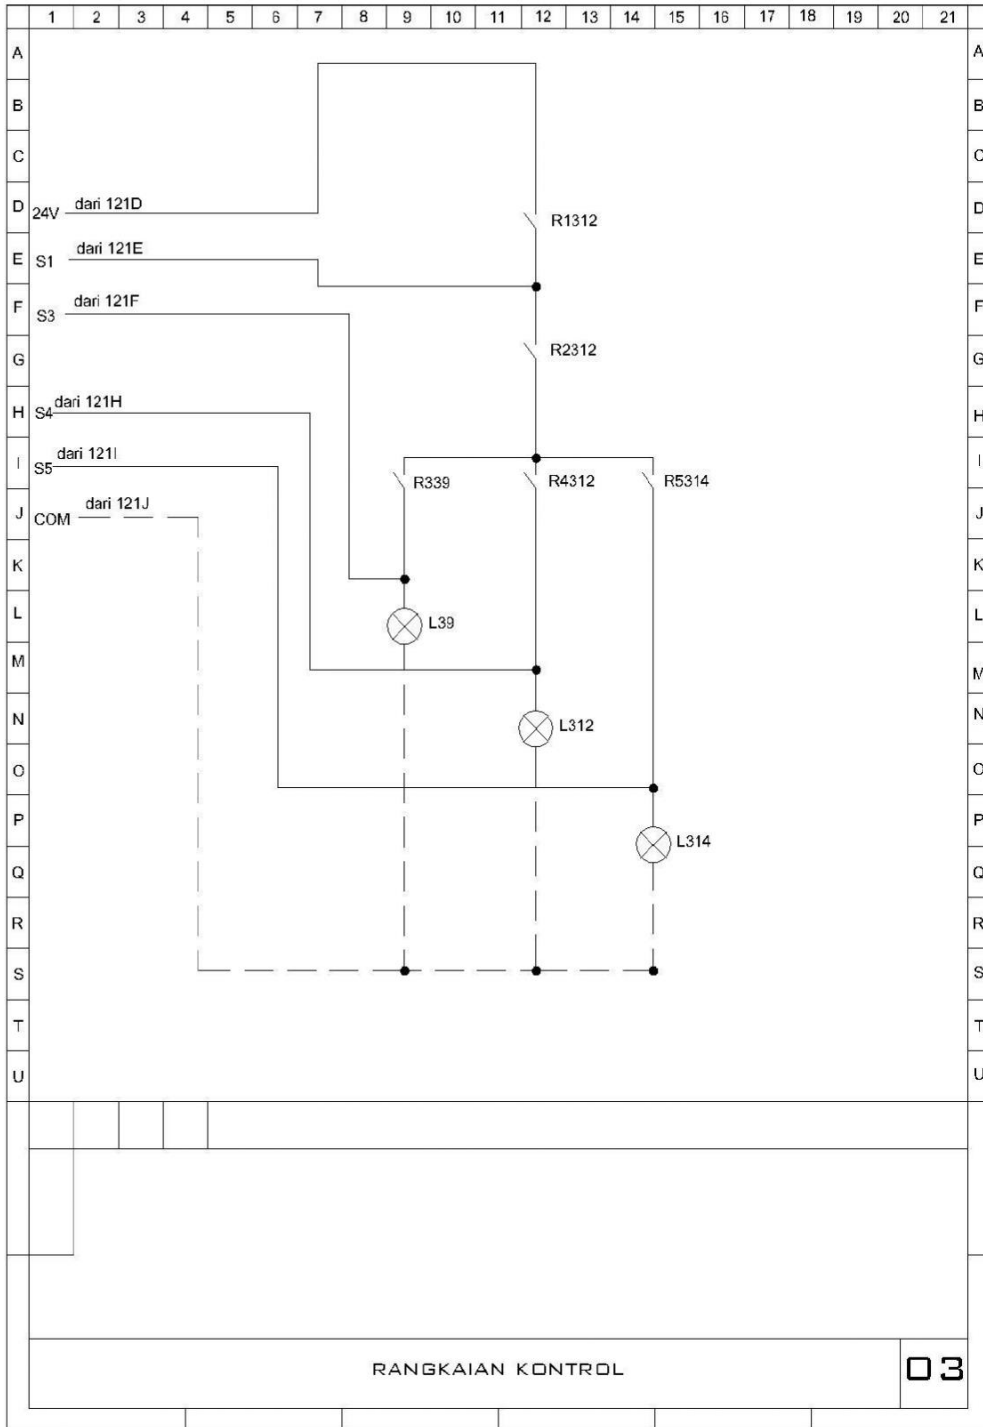 1 2 3 4 5 6 7 8 9 10 11 12 13 14 15 16 17 18 19 20 21
A A
B B
C C
D 24V dari 121D R1312 D
E S1 dari 121E E
F S3 dari 121F F
G R2312 G
H S4 dari 121H H
I S5 dari 121I I
R339 R4312 R5314
J COM dari 121J J
K K
L L39 L
M M
N L312 N
O O
P L314 P
Q Q
R R
S S
T T
U U
RANGKAIAN KONTROL 03